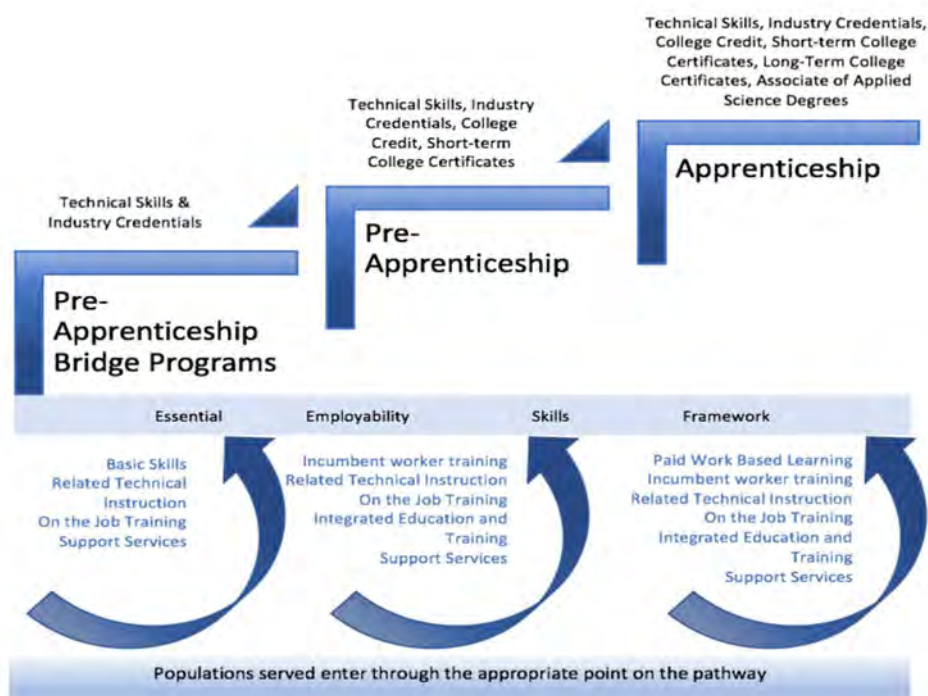 Technical Skills, Industry Credentials,
College Credit, Short-term College
Certificates, Long-Term College
Certificates, Associate of Applied
Science Degrees
Technical Skills, Industry
Credentials, College
Credit, Short-term
College Certificates
Technical Skills &
Industry Credentials
Apprenticeship
Pre-
Apprenticeship
Pre-
Apprenticeship
Bridge Programs
Essential Employability Skills Framework
Basic Skills
Related Technical
Instruction
On the Job Training
Support Services
Incumbent worker training
Related Technical Instruction
On the Job Training
Integrated Education and
Training
Support Services
Paid Work Based Learning
Incumbent worker training
Related Technical Instruction
On the Job Training
Integrated Education and
Training
Support Services
Populations served enter through the appropriate point on the pathway